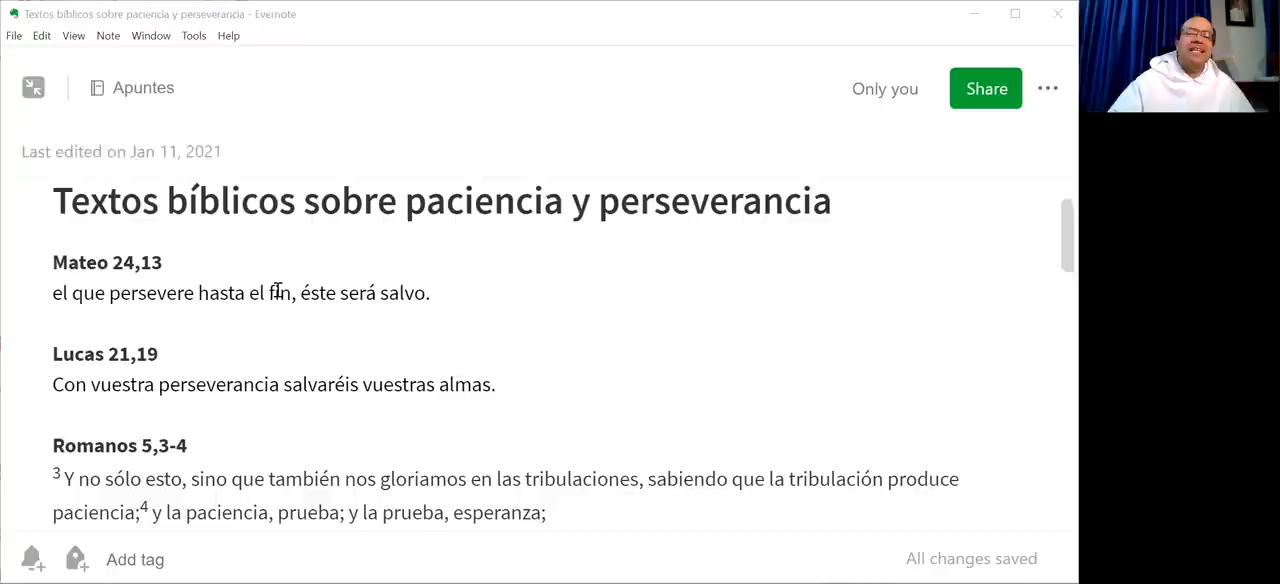 Textos bíblicos sobre paciencia y perseverancia - Evernote
File Edit View Note Window Tools Help
Apuntes
Only you
Share
Last edited on Jan 11, 2021
Textos bíblicos sobre paciencia y perseverancia
Mateo 24,13
el que persevere hasta el fin, éste será salvo.
Lucas 21,19
Con vuestra perseverancia salvaréis vuestras almas.
Romanos 5,3-4
3 Y no sólo esto, sino que también nos gloriamos en las tribulaciones, sabiendo que la tribulación produce
paciencia;4 y la paciencia, prueba; y la prueba, esperanza;
Add tag
All changes saved